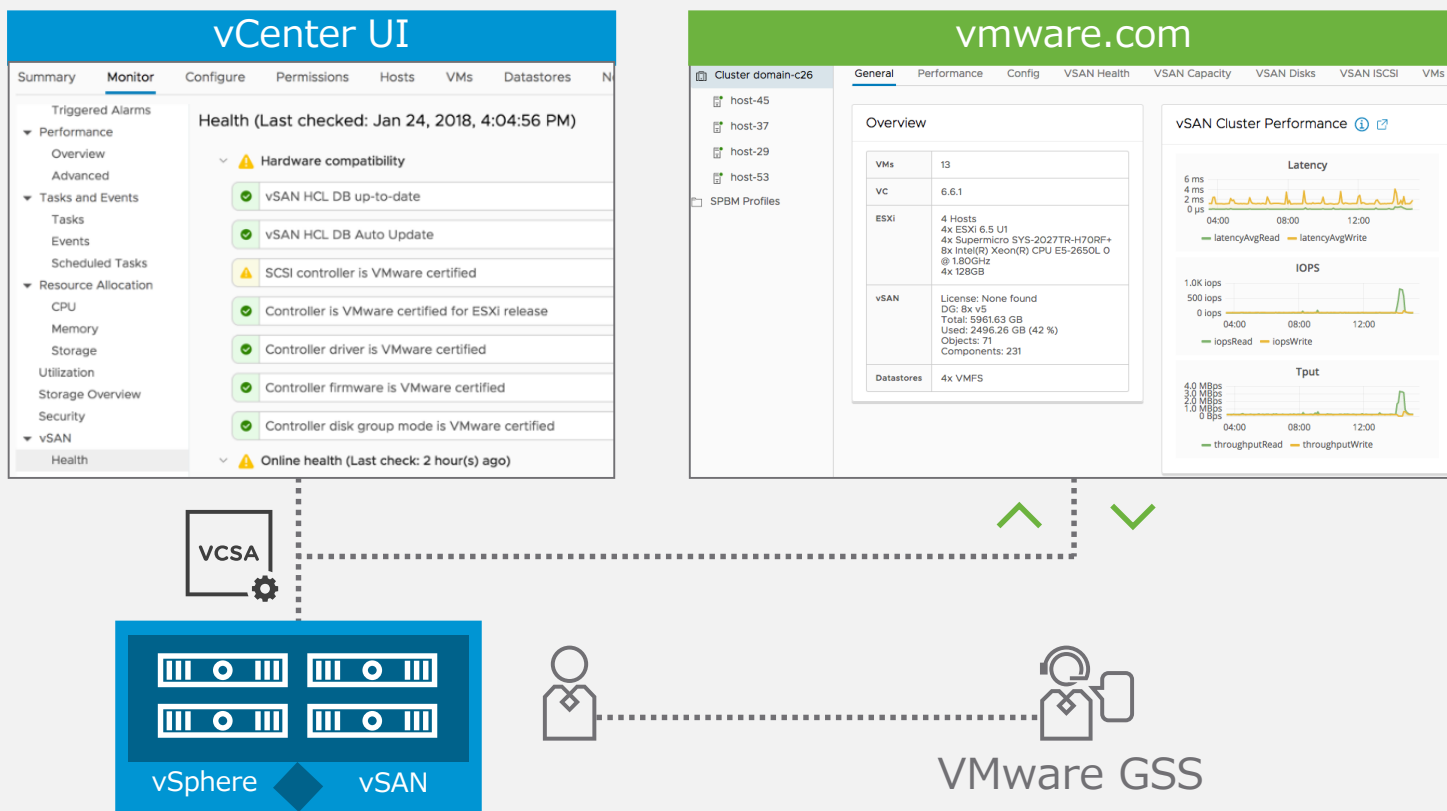 vCenter UI
Summary Monitor Configure Permissions Hosts VMs Datastores
Triggered Alarms
Performance
Overview
Advanced
Tasks and Events
Tasks
Events
Scheduled Tasks
Resource Allocation
CPU
Memory
Storage
Utilization
Storage Overview
Security
vSAN
Health
Health (Last checked: Jan 24, 2018, 4:04:56 PM)
Hardware compatibility
vSAN HCL DB up-to-date
vSAN HCL DB Auto Update
SCSI controller is VMware certified
Controller is VMware certified for ESXi release
Controller driver is VMware certified
Controller firmware is VMware certified
Controller disk group mode is VMware certified
Online health (Last check: 2 hour(s) ago)
vmware.com
Cluster domain-c26
host-45
host-37
host-29
host-53
SPBM Profiles
General Performance Config VSAN Health VSAN Capacity VSAN Disks VSAN ISCSI VMs
Overview
VMs 13
VC 6.6.1
ESXi 4 Hosts
4x ESXi 6.5 U1
4x Supermicro SYS-2027TR-H70RF+
8x Intel(R) Xeon(R) CPU E5-2650L 0
@ 1.80GHz
4x 128GB
vSAN License: None found
DG: 8x v5
Total: 5961.63 GB
Used: 2496.26 GB (42 %)
Objects: 71
Components: 231
Datastores 4x VMFS
vSAN Cluster Performance
Latency
6 ms
4 ms
2 ms
0 µs
04:00 08:00 12:00
latencyAvgRead latencyAvgWrite
IOPS
1.0K iops
500 iops
0 iops
04:00 08:00 12:00
iopsRead iopsWrite
Tput
4.0 MBps
3.0 MBps
2.0 MBps
1.0 MBps
0 Bps
04:00 08:00 12:00
throughputRead throughputWrite
VCSA
vSphere vSAN
VMware GSS